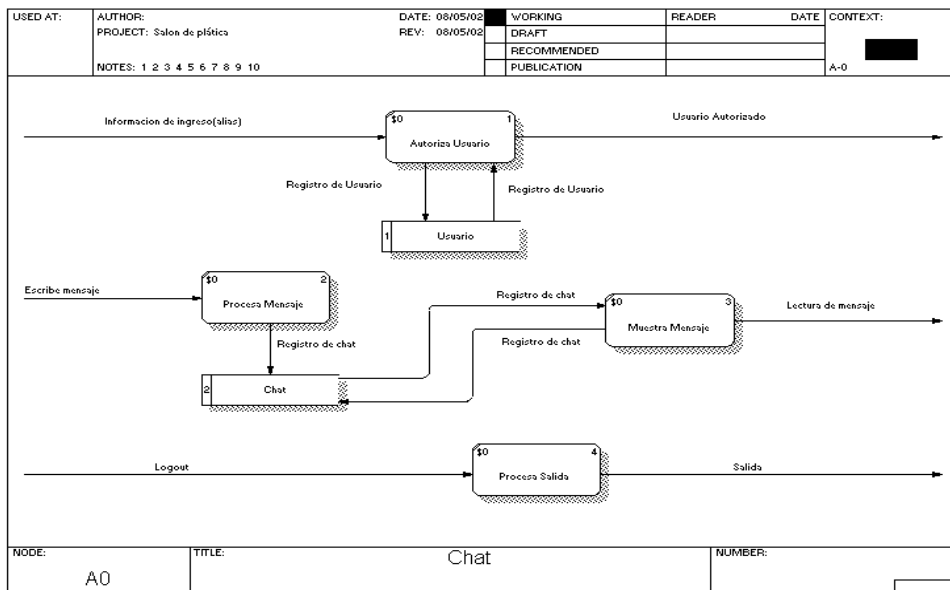 USED AT:
AUTHOR:
DATE: 08/05/02
WORKING
READER
DATE
CONTEXT:
PROJECT: Salon de plática
REV: 08/05/02
DRAFT
RECOMMENDED
NOTES: 1 2 3 4 5 6 7 8 9 10
PUBLICATION
A-0
Informacion de ingreso(alias)
$0
1
Autoriza Usuario
Usuario Autorizado
Registro de Usuario
Registro de Usuario
1
Usuario
Escribe mensaje
$0
2
Procesa Mensaje
Registro de chat
$0
3
Muestra Mensaje
Lectura de mensaje
Registro de chat
Registro de chat
2
Chat
Logout
$0
4
Procesa Salida
Salida
NODE:
TITLE:
Chat
NUMBER:
A0